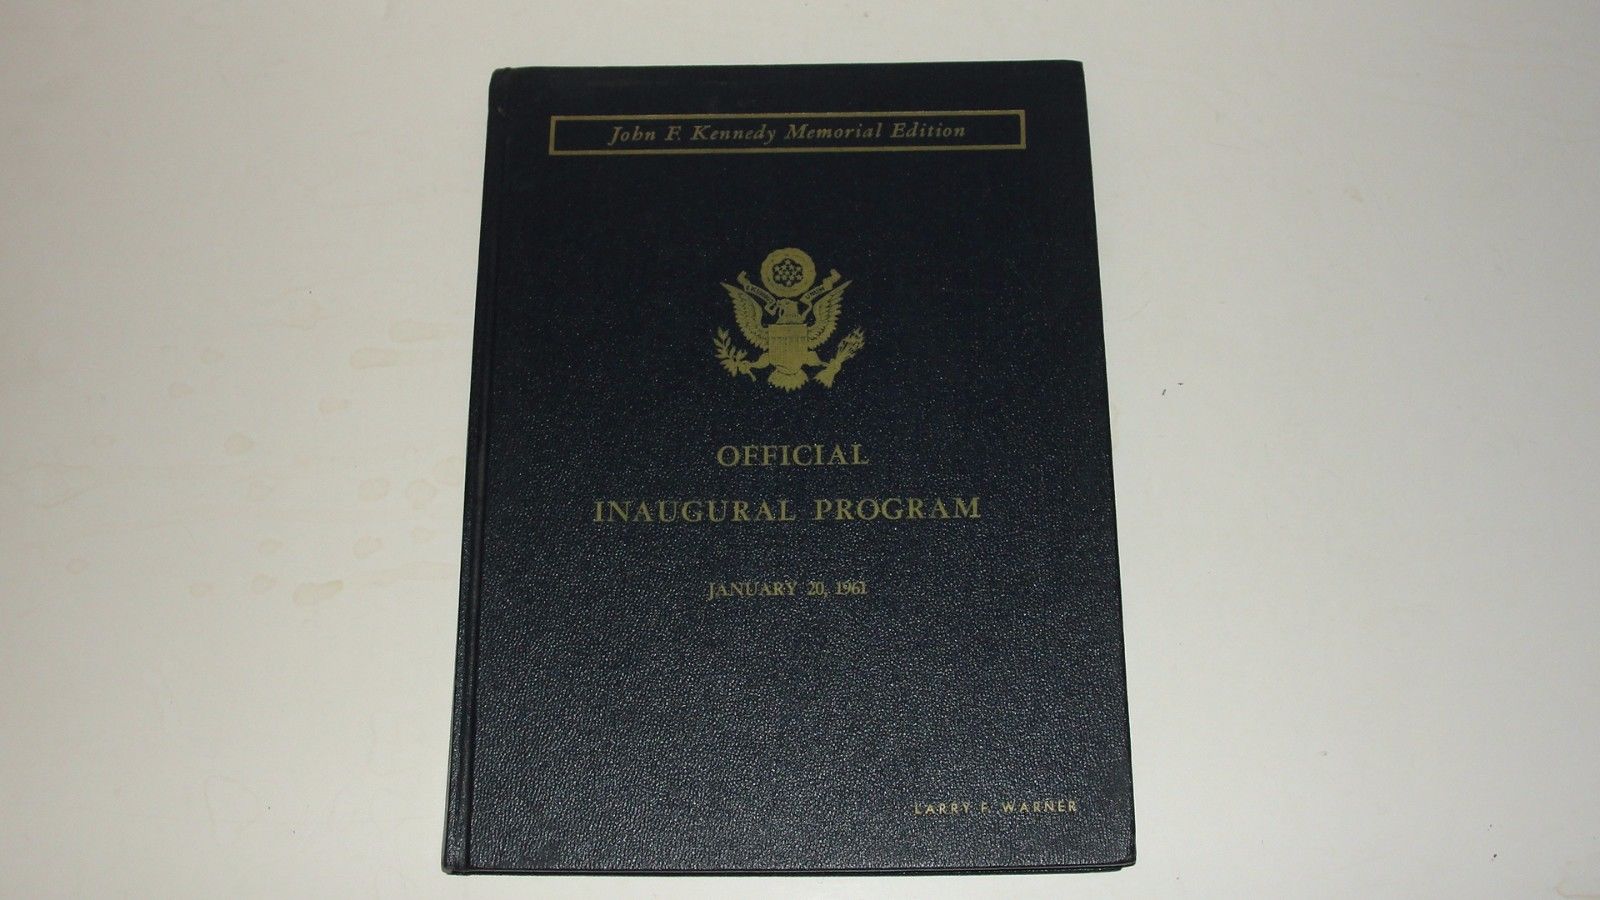 John F. Kennedy Memorial Edition
OFFICIAL
INAUGURAL PROGRAM
JANUARY 20, 1961
LARRY F. WARNER